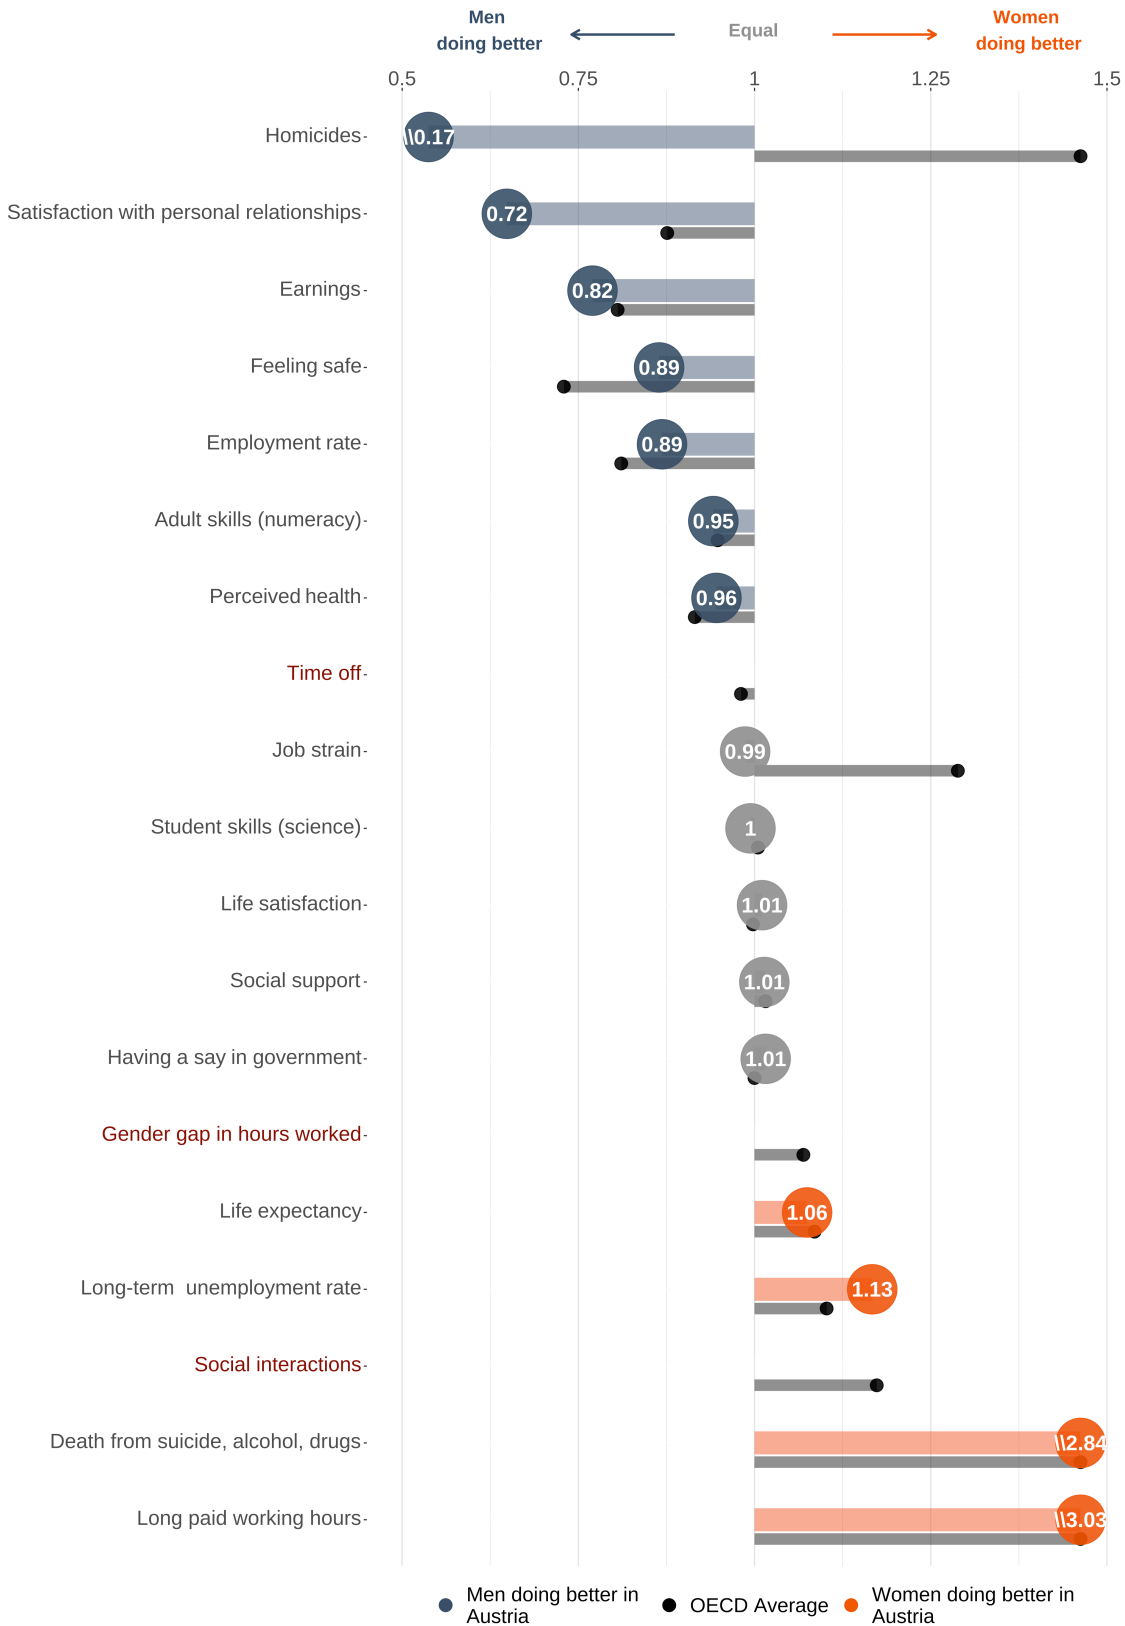 Men
doing better
Equal
Women
doing better
0.5
0.75
1
1.25
1.5
Homicides
\\0.17
Satisfaction with personal relationships
0.72
Earnings
0.82
Feeling safe
0.89
Employment rate
0.89
Adult skills (numeracy)
0.95
Perceived health
0.96
Time off
Job strain
0.99
Student skills (science)
1
Life satisfaction
1.01
Social support
1.01
Having a say in government
1.01
Gender gap in hours worked
Life expectancy
1.06
Long-term  unemployment rate
1.13
Social interactions
Death from suicide, alcohol, drugs
\\2.84
Long paid working hours
\\3.03
Men doing better in
Austria
OECD Average
Women doing better in
Austria